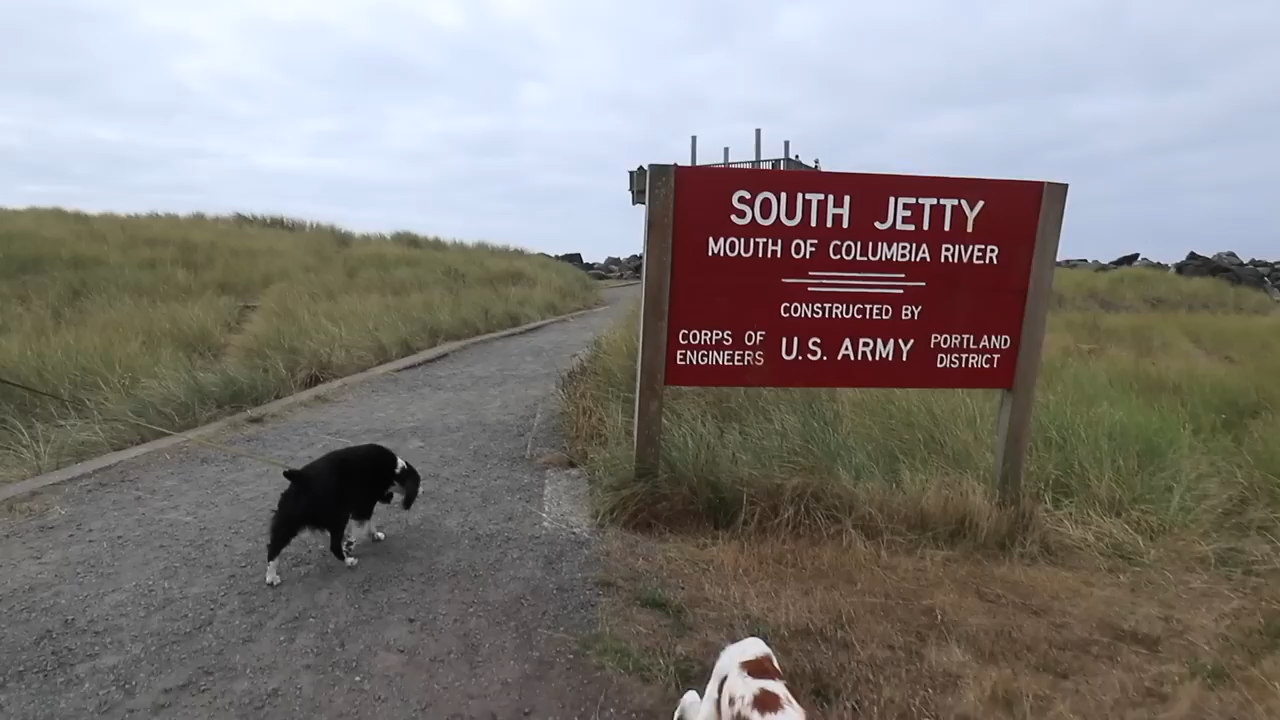 SOUTH JETTY
MOUTH OF COLUMBIA RIVER
CONSTRUCTED BY
CORPS OF ENGINEERS
U.S. ARMY
PORTLAND DISTRICT